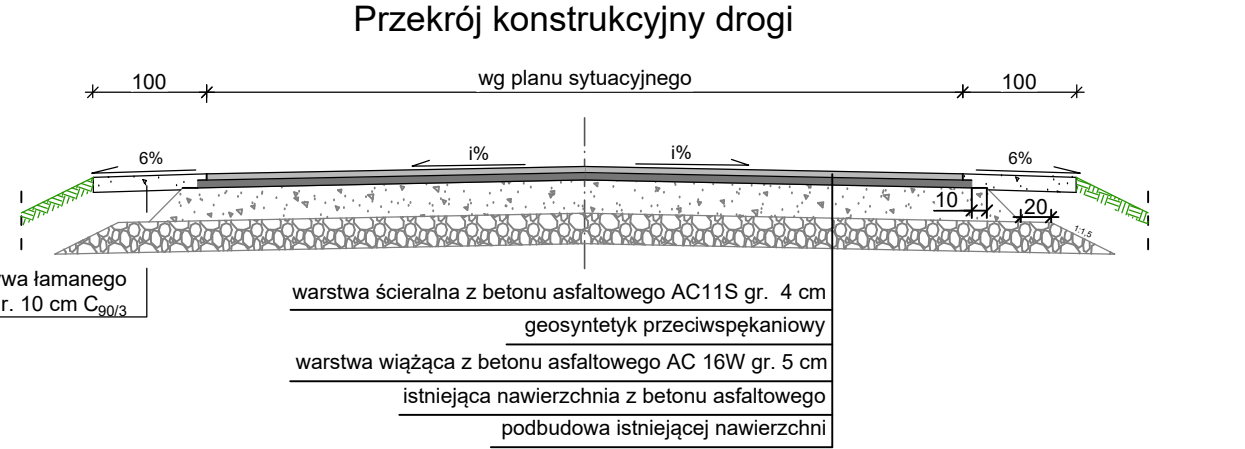 Przekrój konstrukcyjny drogi
100
wg planu sytuacyjnego
100
6%
i%
i%
6%
10
20
1:1,5
wa łamanego
r. 10 cm C90/3
warstwa ścieralna z betonu asfaltowego AC11S gr. 4 cm
geosyntetyk przeciwspękaniowy
warstwa wiążąca z betonu asfaltowego AC 16W gr. 5 cm
istniejąca nawierzchnia z betonu asfaltowego
podbudowa istniejącej nawierzchni